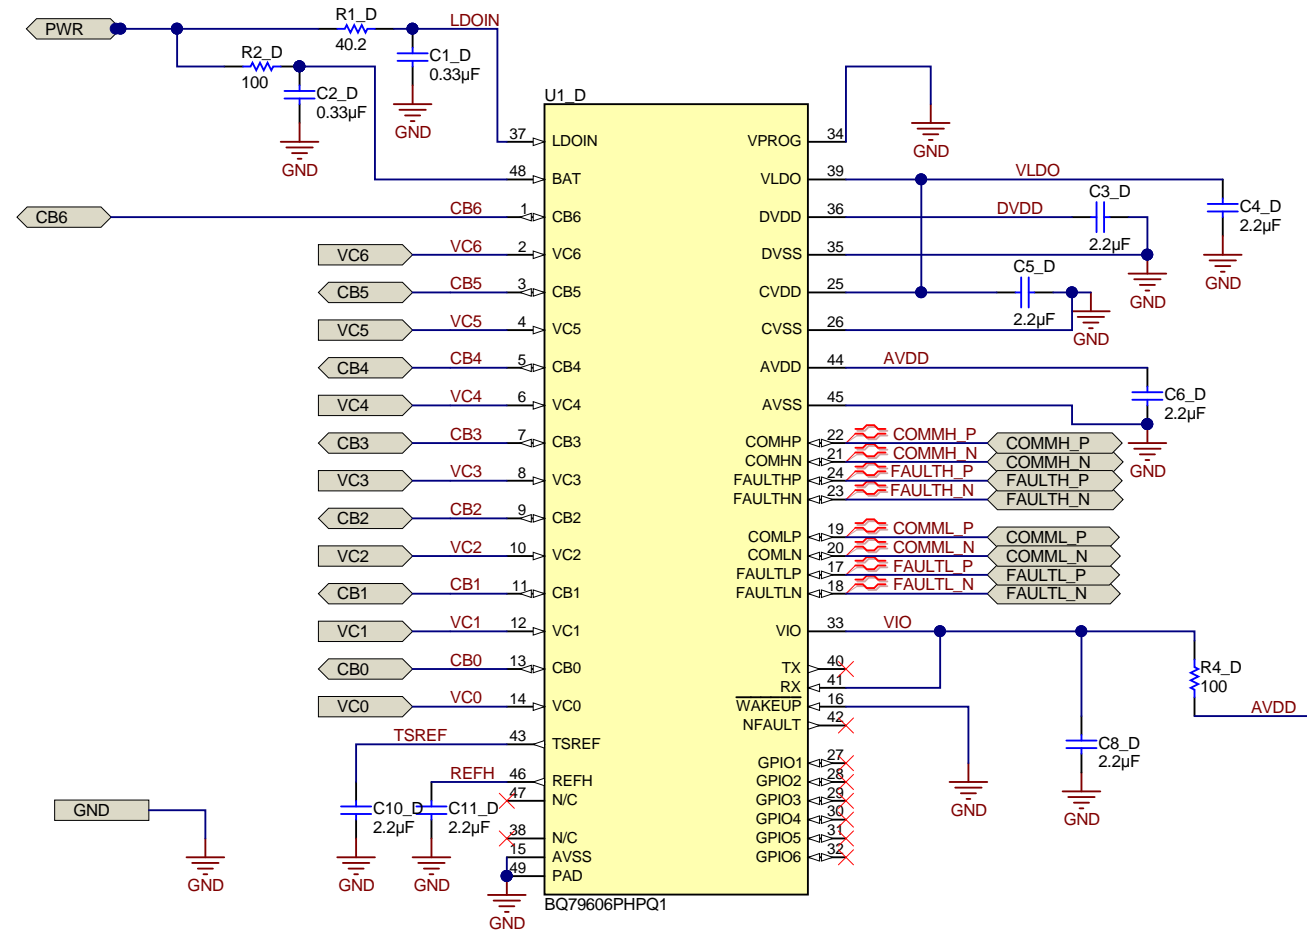 PWR
R1_D
40.2
LDOIN
R2_D
100
C1_D
0.33µF
GND
C2_D
0.33µF
GND
U1_D
37 LDOIN
48 BAT
CB6 CB6 1 CB6
VC6 VC6 2 VC6
CB5 CB5 3 CB5
VC5 VC5 4 VC5
CB4 CB4 5 CB4
VC4 VC4 6 VC4
CB3 CB3 7 CB3
VC3 VC3 8 VC3
CB2 CB2 9 CB2
VC2 VC2 10 VC2
CB1 CB1 11 CB1
VC1 VC1 12 VC1
CB0 CB0 13 CB0
VC0 VC0 14 VC0
TSREF 43 TSREF
REFH 46 REFH
47 N/C
38 N/C
15 AVSS
49 PAD
C10_D
2.2µF
GND
C11_D
2.2µF
GND
GND
GND
GND
BQ79606PHPQ1
VPROG 34
GND
VLDO 39 VLDO
C4_D
2.2µF
GND
DVDD 36 DVDD
C3_D
2.2µF
DVSS 35
GND
CVDD 25
C5_D
2.2µF
CVSS 26
GND
AVDD 44 AVDD
AVSS 45
C6_D
2.2µF
GND
COMHP 22 COMMH_P COMMH_P
COMHN 21 COMMH_N COMMH_N
FAULTHP 24 FAULTH_P FAULTH_P
FAULTHN 23 FAULTH_N FAULTH_N
COMLP 19 COMML_P COMML_P
COMLN 20 COMML_N COMML_N
FAULTLP 17 FAULTL_P FAULTL_P
FAULTLN 18 FAULTL_N FAULTL_N
VIO 33 VIO
TX 40
RX 41
WAKEUP 16
NFAULT 42
R4_D
100
AVDD
C8_D
2.2µF
GND
GND
GPIO1 27
GPIO2 28
GPIO3 29
GPIO4 30
GPIO5 31
GPIO6 32